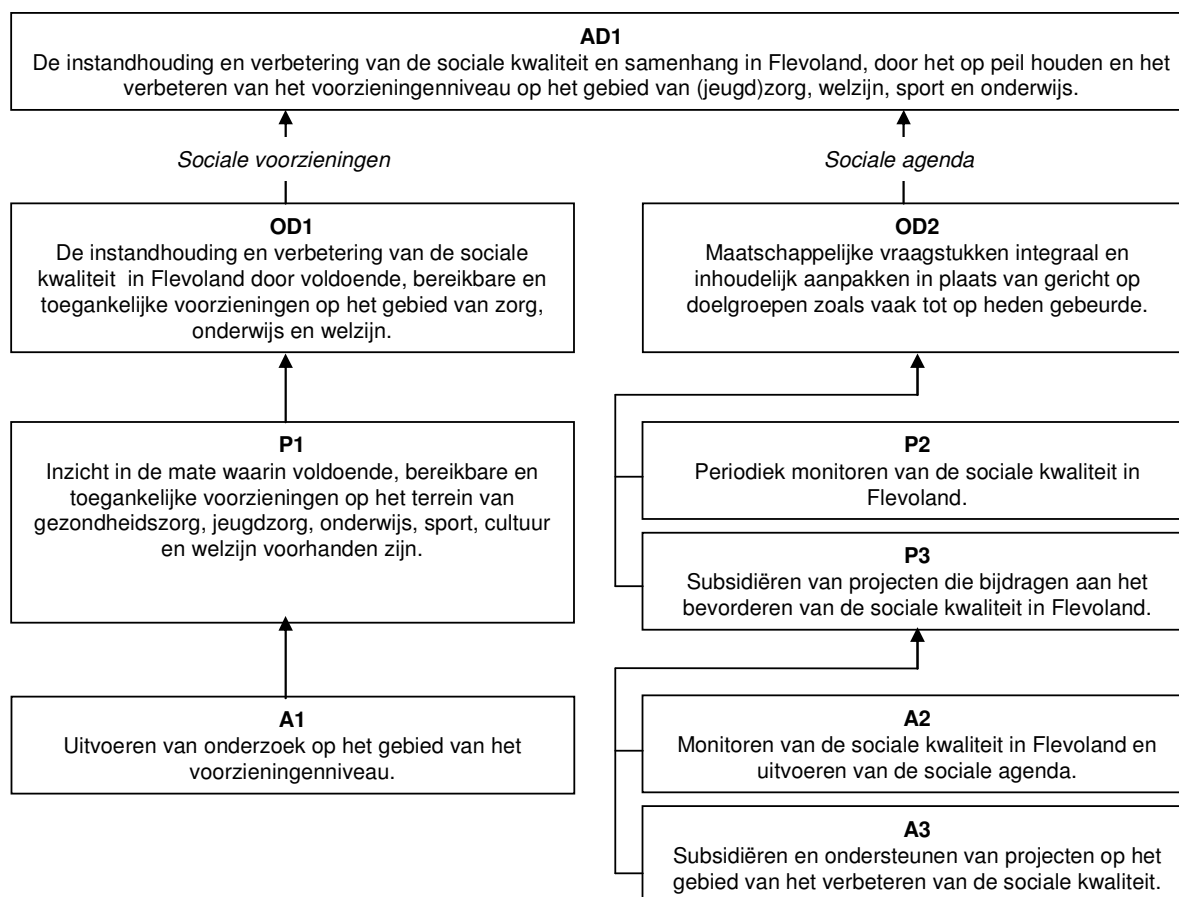 AD1
De instandhouding en verbetering van de sociale kwaliteit en samenhang in Flevoland, door het op peil houden en het
verbeteren van het voorzieningenniveau op het gebied van (jeugd)zorg, welzijn, sport en onderwijs.
Sociale voorzieningen
Sociale agenda
OD1
De instandhouding en verbetering van de sociale
kwaliteit in Flevoland door voldoende, bereikbare en
toegankelijke voorzieningen op het gebied van zorg,
onderwijs en welzijn.
OD2
Maatschappelijke vraagstukken integraal en
inhoudelijk aanpakken in plaats van gericht op
doelgroepen zoals vaak tot op heden gebeurde.
P1
Inzicht in de mate waarin voldoende, bereikbare en
toegankelijke voorzieningen op het terrein van
gezondheidszorg, jeugdzorg, onderwijs, sport, cultuur
en welzijn voorhanden zijn.
P2
Periodiek monitoren van de sociale kwaliteit in
Flevoland.
P3
Subsidiëren van projecten die bijdragen aan het
bevorderen van de sociale kwaliteit in Flevoland.
A1
Uitvoeren van onderzoek op het gebied van het
voorzieningenniveau.
A2
Monitoren van de sociale kwaliteit in Flevoland en
uitvoeren van de sociale agenda.
A3
Subsidiëren en ondersteunen van projecten op het
gebied van het verbeteren van de sociale kwaliteit.